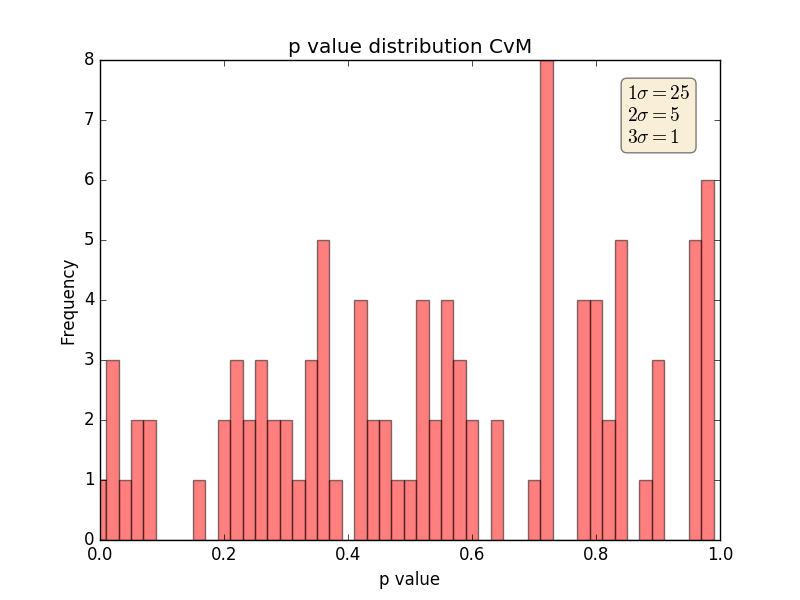 p value distribution CvM
8
7
6
5
4
3
2
1
0
Frequency
1σ = 25
2σ = 5
3σ = 1
0.0 0.2 0.4 0.6 0.8 1.0
p value